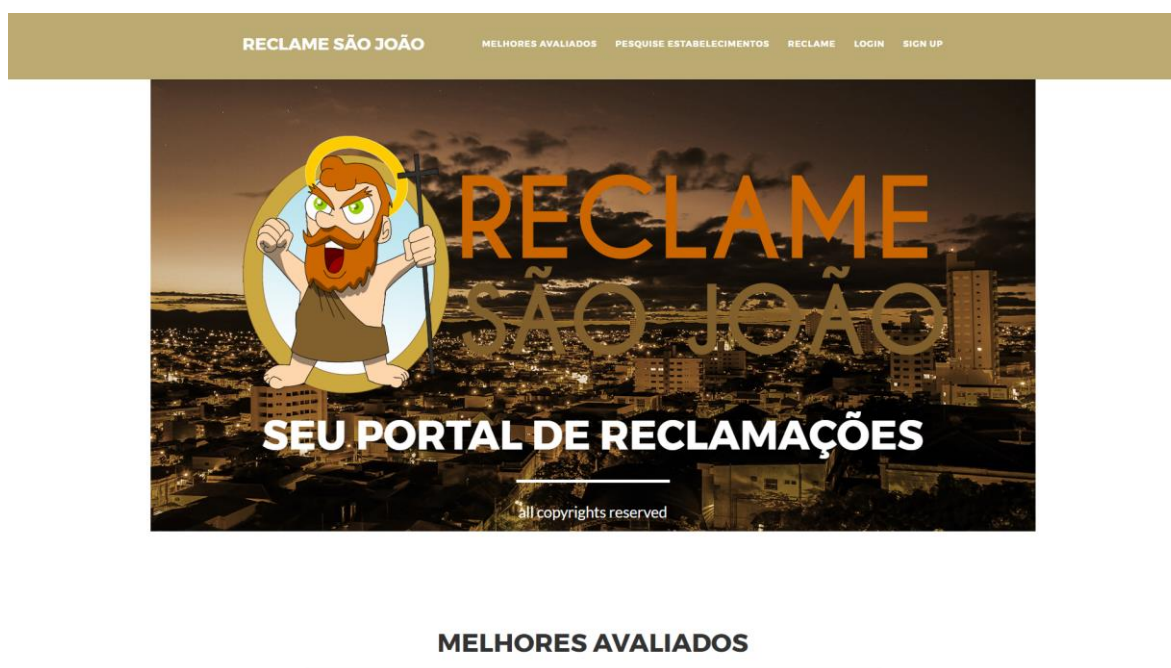 RECLAME SÃO JOÃO
MELHORES AVALIADOS PESQUISE ESTABELECIMENTOS RECLAME LOGIN SIGN UP
RECLAME
SÃO JOÃO
SEU PORTAL DE RECLAMAÇÕES
all copyrights reserved
MELHORES AVALIADOS